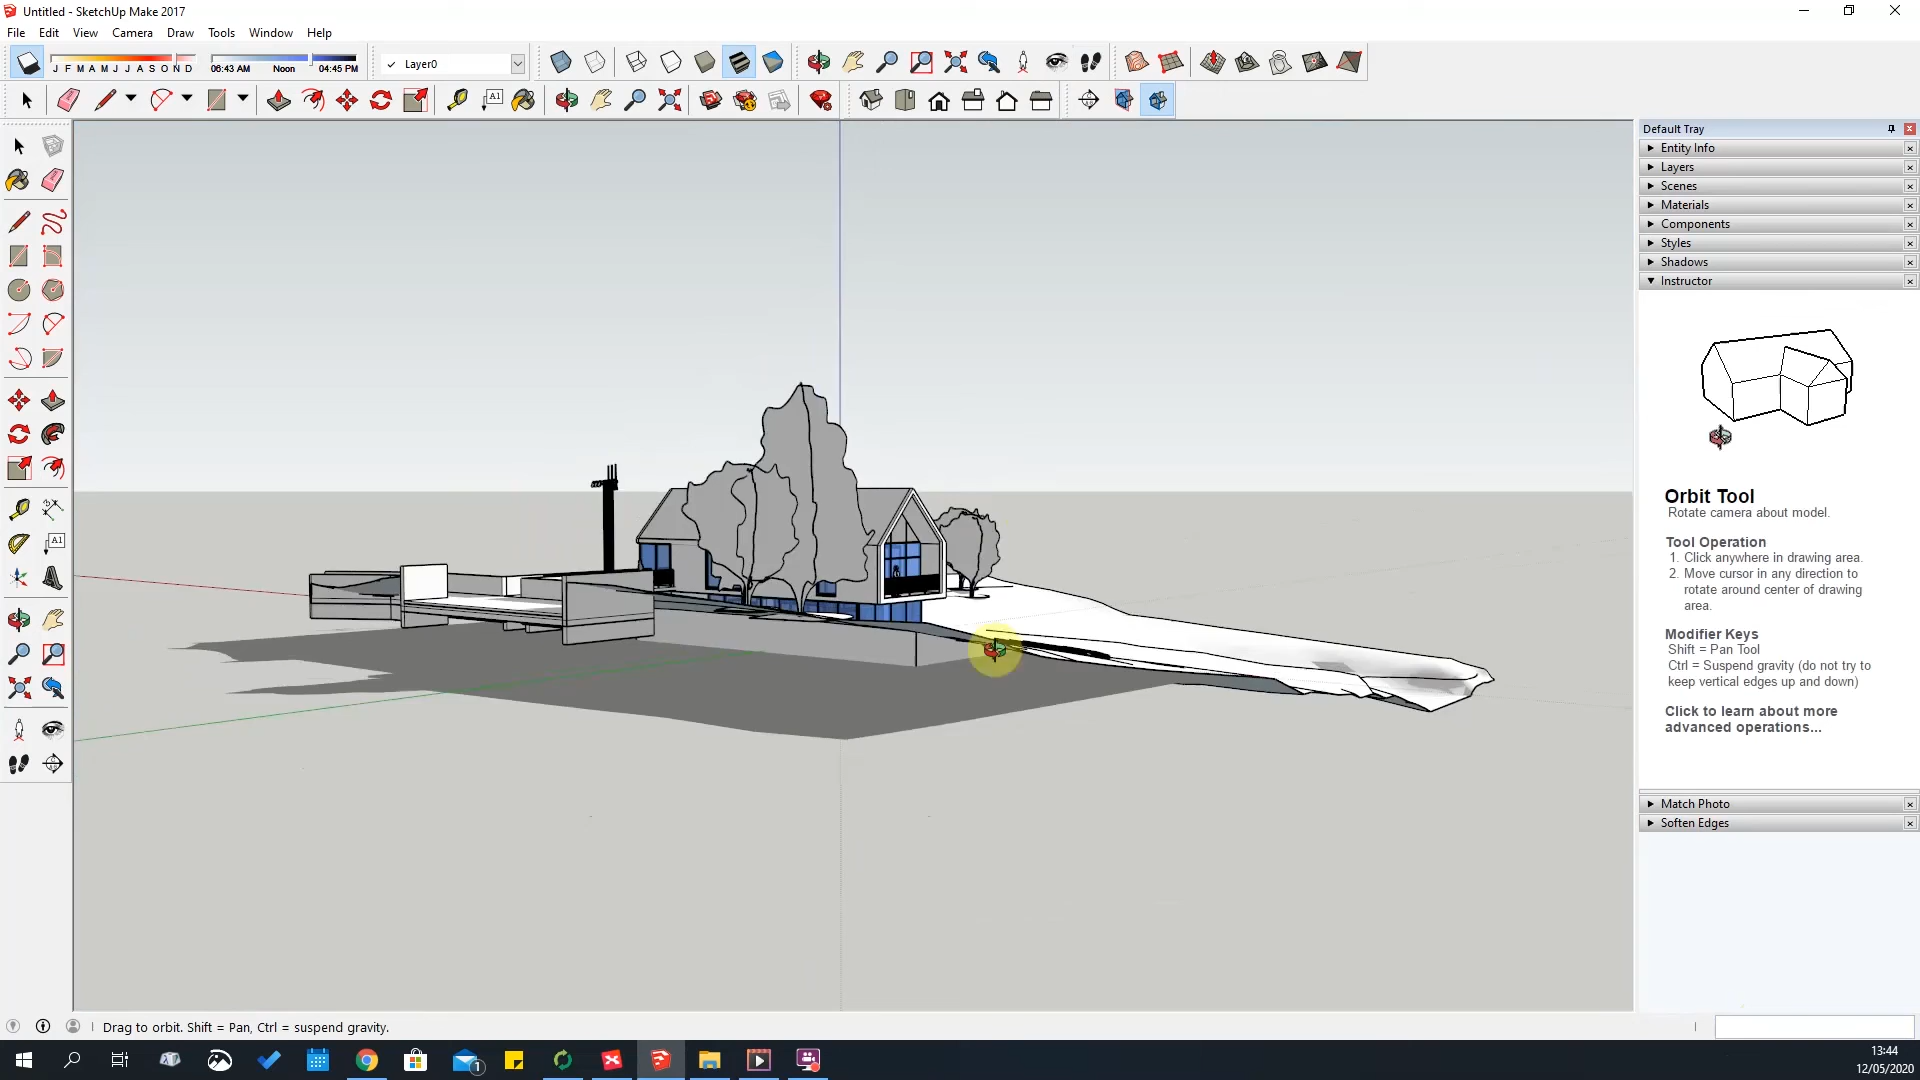 Untitled - SketchUp Make 2017
File Edit View Camera Draw Tools Window Help
J F M A M J J A S O N D
06:43 AM Noon 04:45 PM
✓ Layer0
A1
Default Tray
Entity Info
Layers
Scenes
Materials
Components
Styles
Shadows
Instructor
A1
Orbit Tool
Rotate camera about model.
Tool Operation
1. Click anywhere in drawing area.
2. Move cursor in any direction to
rotate around center of drawing
area.
Modifier Keys
Shift = Pan Tool
Ctrl = Suspend gravity (do not try to
keep vertical edges up and down)
Click to learn about more
advanced operations...
Match Photo
Soften Edges
Drag to orbit. Shift = Pan, Ctrl = suspend gravity.
1
13:44
12/05/2020